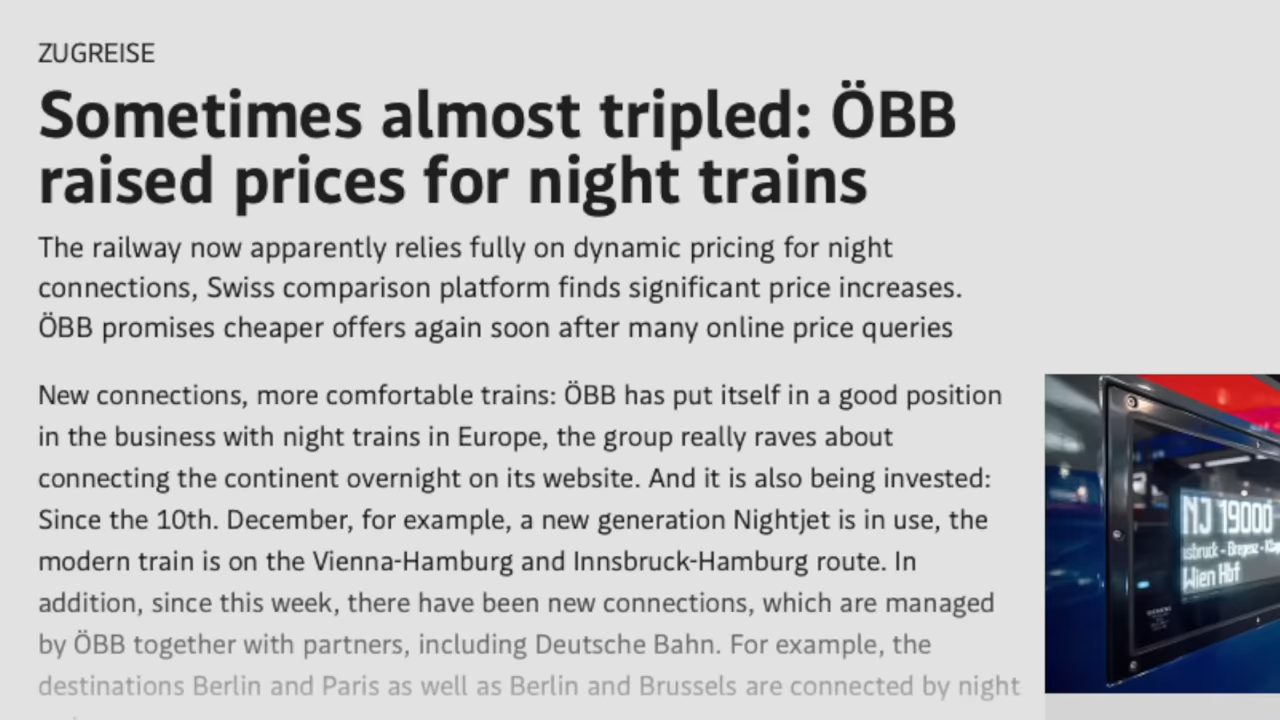 ZUGREISE
Sometimes almost tripled: ÖBB
raised prices for night trains
The railway now apparently relies fully on dynamic pricing for night
connections, Swiss comparison platform finds significant price increases.
ÖBB promises cheaper offers again soon after many online price queries
New connections, more comfortable trains: ÖBB has put itself in a good position
in the business with night trains in Europe, the group really raves about
connecting the continent overnight on its website. And it is also being invested:
Since the 10th. December, for example, a new generation Nightjet is in use, the
modern train is on the Vienna-Hamburg and Innsbruck-Hamburg route. In
addition, since this week, there have been new connections, which are managed
by ÖBB together with partners, including Deutsche Bahn. For example, the
destinations Berlin and Paris as well as Berlin and Brussels are connected by night
NJ 19000
sbruck - Bregenz -
Wien Hbf
SIEMENS